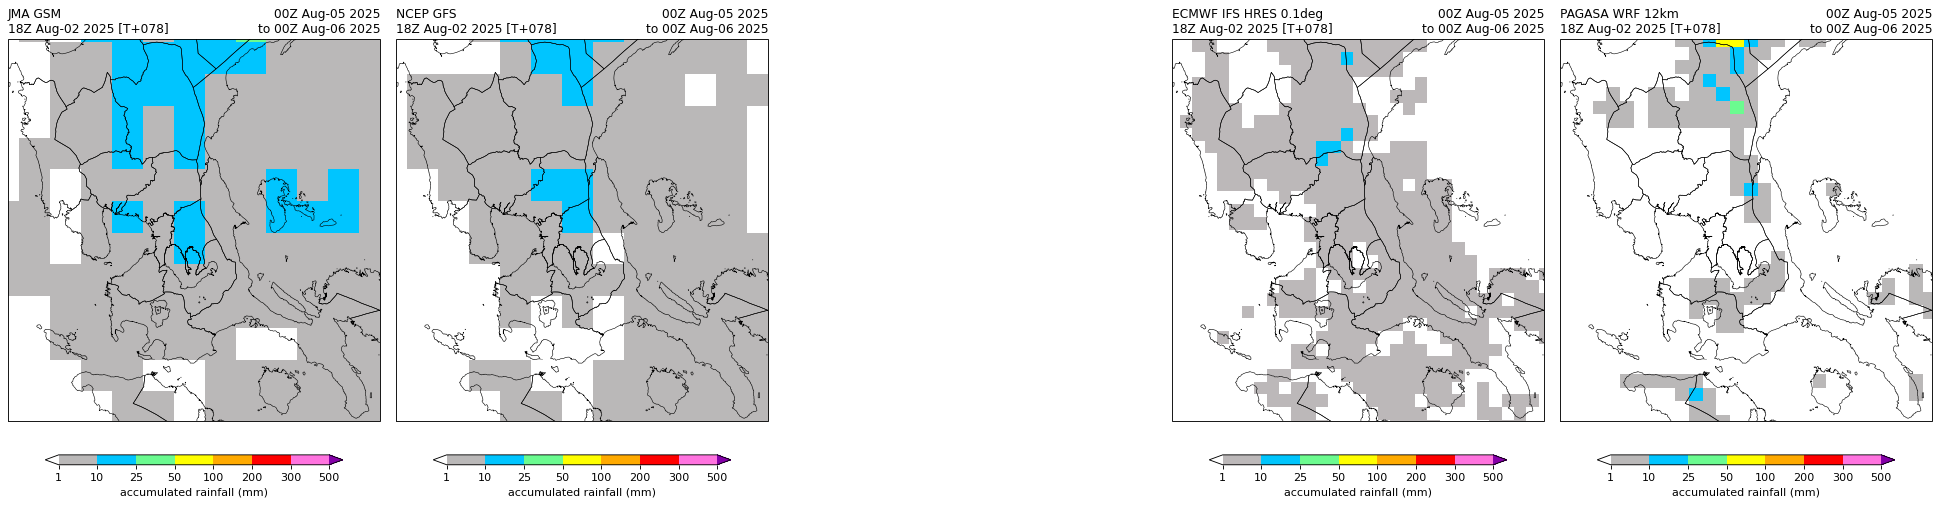 JMA GSM 00Z Aug-05 2025
18Z Aug-02 2025 [T+078] to 00Z Aug-06 2025
1 10 25 50 100 200 300 500
accumulated rainfall (mm)
NCEP GFS 00Z Aug-05 2025
18Z Aug-02 2025 [T+078] to 00Z Aug-06 2025
1 10 25 50 100 200 300 500
accumulated rainfall (mm)
ECMWF IFS HRES 0.1deg 00Z Aug-05 2025
18Z Aug-02 2025 [T+078] to 00Z Aug-06 2025
1 10 25 50 100 200 300 500
accumulated rainfall (mm)
PAGASA WRF 12km 00Z Aug-05 2025
18Z Aug-02 2025 [T+078] to 00Z Aug-06 2025
1 10 25 50 100 200 300 500
accumulated rainfall (mm)